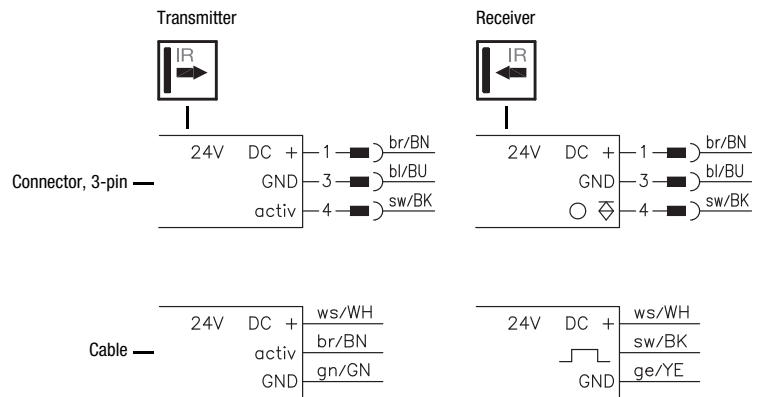 Transmitter
Receiver
IR
IR
Connector, 3-pin
24V DC + 1 br/BN
GND 3 bl/BU
activ 4 sw/BK
24V DC + 1 br/BN
GND 3 bl/BU
4 sw/BK
Cable
24V DC + ws/WH
activ br/BN
GND gn/GN
24V DC + ws/WH
sw/BK
GND ge/YE